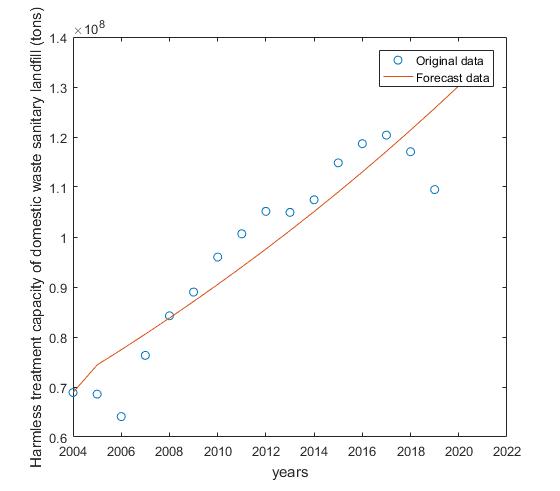 ×10⁸
1.4
1.3
1.2
1.1
1
0.9
0.8
0.7
0.6
Harmless treatment capacity of domestic waste sanitary landfill (tons)
Original data
Forecast data
2004 2006 2008 2010 2012 2014 2016 2018 2020 2022
years